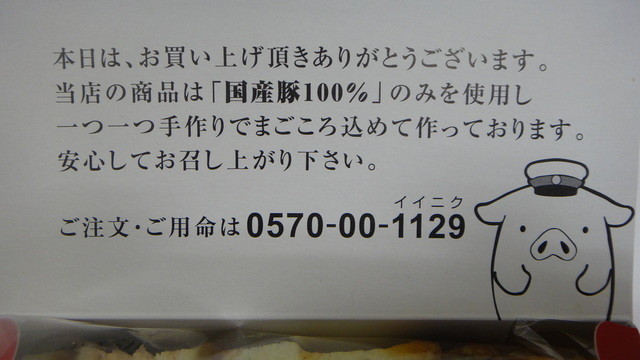 本日は、お買い上げ頂きありがとうございます。
当店の商品は「国産豚100％」のみを使用し
一つ一つ手作りでまごころ込めて作っております。
安心してお召し上がり下さい。
イイニク
ご注文・ご用命は0570-00-1129